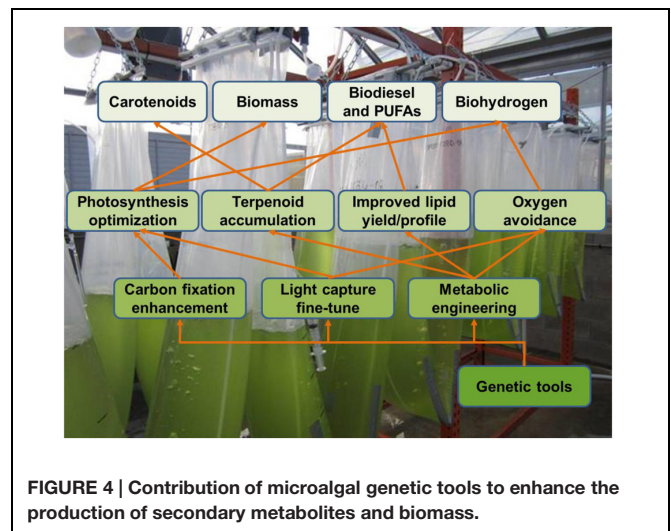 Carotenoids
Biomass
Biodiesel
and PUFAs
Biohydrogen
Photosynthesis
optimization
Terpenoid
accumulation
Improved lipid
yield/profile
Oxygen
avoidance
Carbon fixation
enhancement
Light capture
fine-tune
Metabolic
engineering
Genetic tools
FIGURE 4 | Contribution of microalgal genetic tools to enhance the
production of secondary metabolites and biomass.